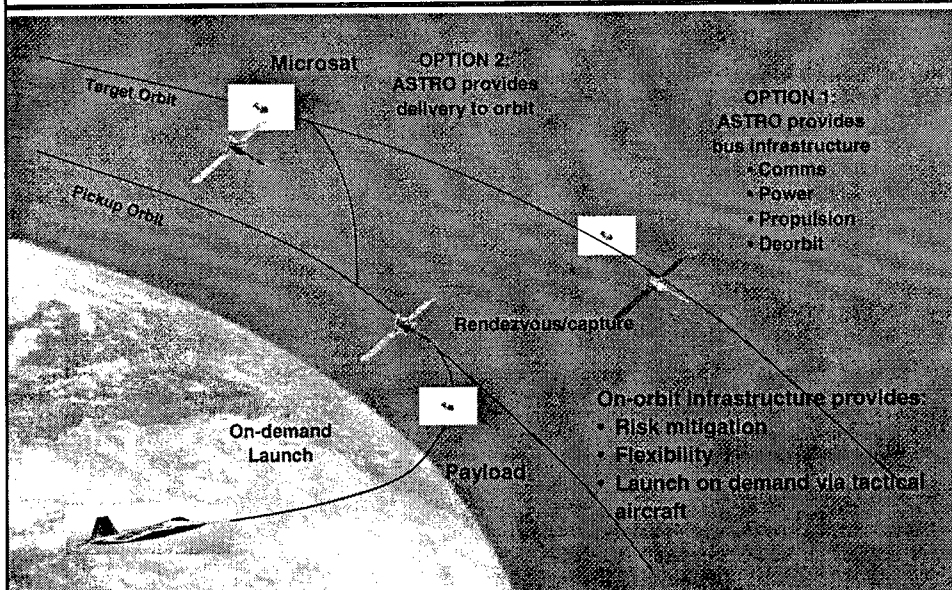 Microsat
OPTION 2:
ASTRO provides
delivery to orbit
Target Orbit
OPTION 1:
ASTRO provides
bus infrastructure
• Comms
• Power
• Propulsion
• Deorbit
Pickup Orbit
Rendezvous/capture
On-demand
Launch
Payload
On-orbit infrastructure provides:
• Risk mitigation
• Flexibility
• Launch on demand via tactical
aircraft